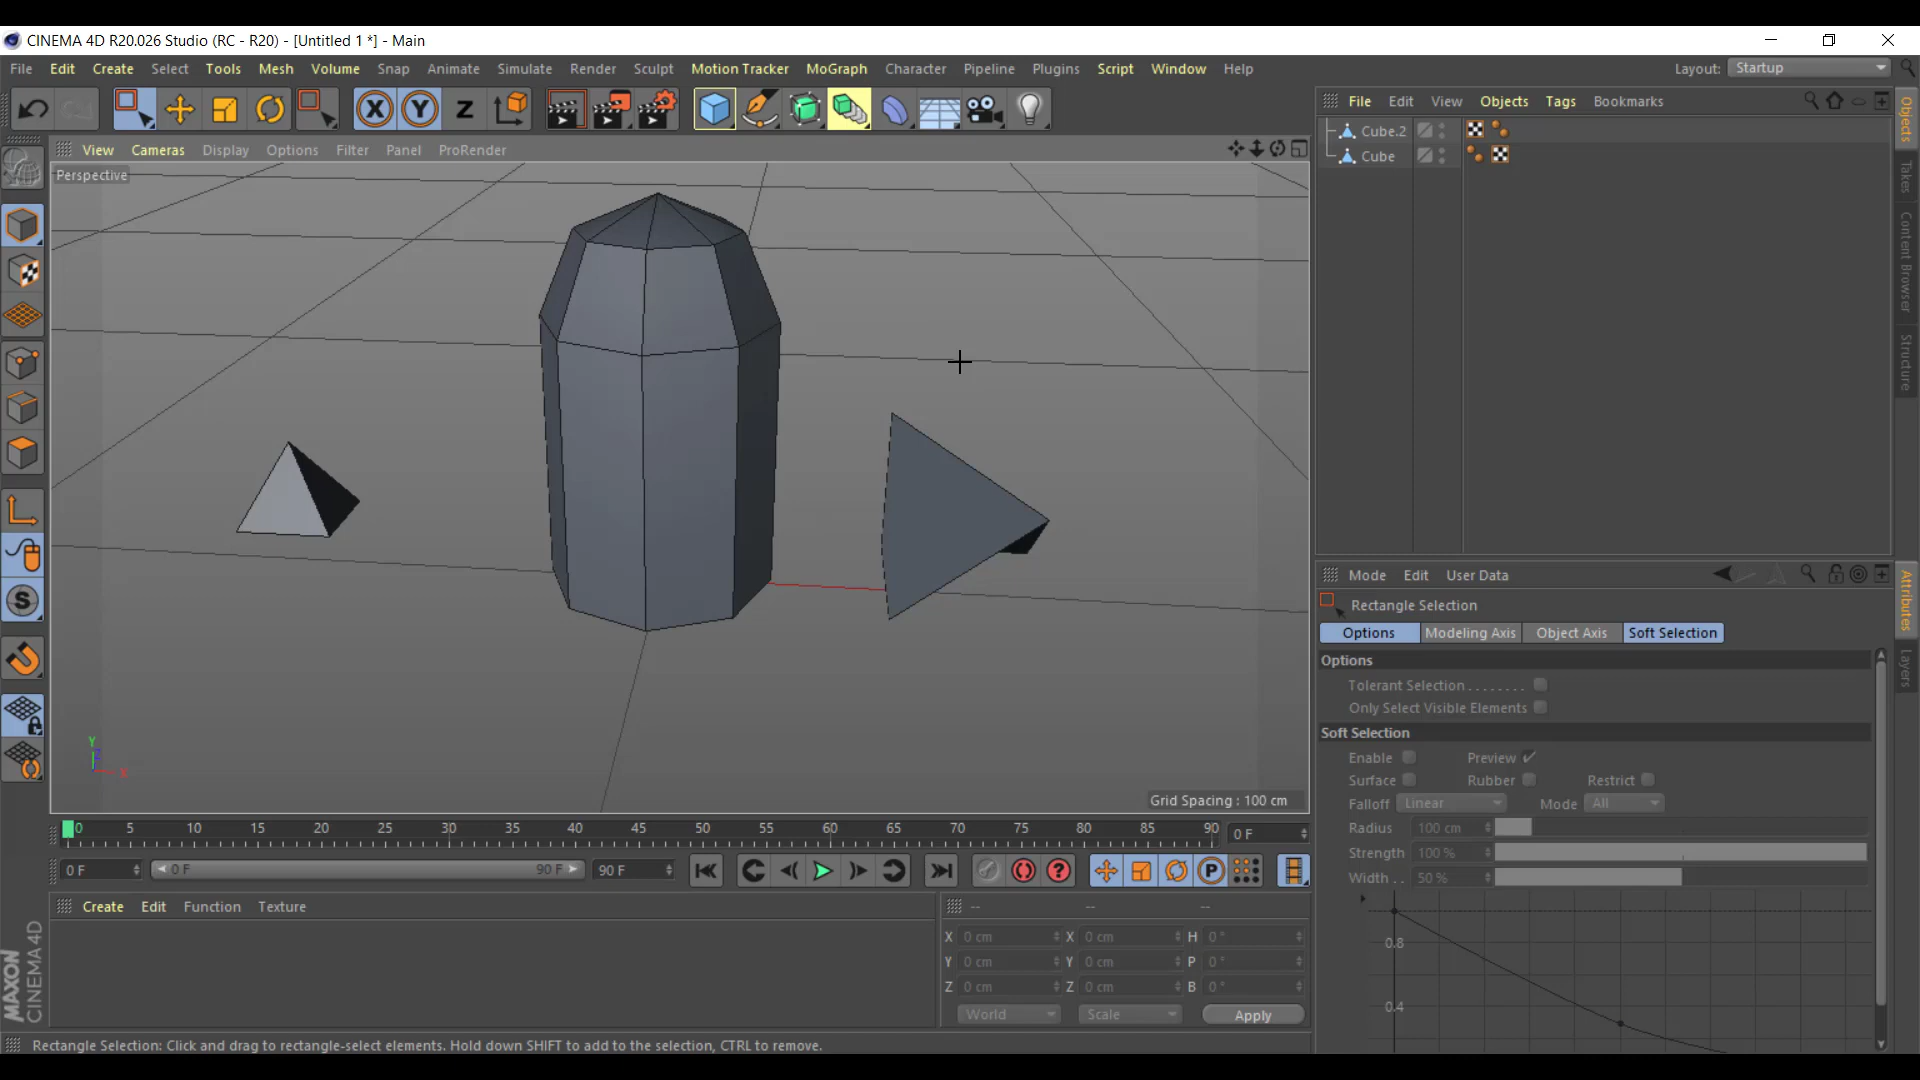 CINEMA 4D R20.026 Studio (RC - R20) - [Untitled 1 *] - Main
File Edit Create Select Tools Mesh Volume Snap Animate Simulate Render Sculpt Motion Tracker MoGraph Character Pipeline Plugins Script Window Help Layout: Startup
X Y Z
File Edit View Objects Tags Bookmarks
Cube.2
Cube
View Cameras Display Options Filter Panel ProRender
Perspective
Y
Z
X
Grid Spacing : 100 cm
S
Objects
Takes
Content Browser
Structure
Mode Edit User Data
Rectangle Selection
Options Modeling Axis Object Axis Soft Selection
Options
Tolerant Selection . . . . . . . .
Only Select Visible Elements
Soft Selection
Enable Preview
Surface Rubber Restrict
Falloff Linear Mode All
Radius 100 cm
Strength 100 %
Width . . 50 %
0.8
0.4
Attributes
Layers
0 5 10 15 20 25 30 35 40 45 50 55 60 65 70 75 80 85 90 0 F
0 F 0 F 90 F 90 F ? P
Create Edit Function Texture
-- -- --
X 0 cm X 0 cm H 0 °
Y 0 cm Y 0 cm P 0 °
Z 0 cm Z 0 cm B 0 °
World Scale Apply
MAXON
CINEMA 4D
Rectangle Selection: Click and drag to rectangle-select elements. Hold down SHIFT to add to the selection, CTRL to remove.